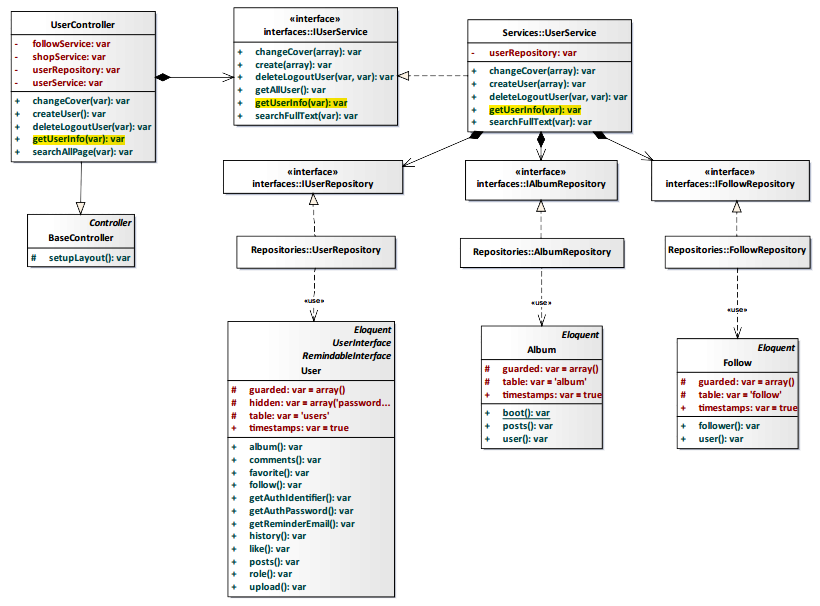 UserController
- followService: var
- shopService: var
- userRepository: var
- userService: var
+ changeCover(var): var
+ createUser(): var
+ deleteLogoutUser(var): var
+ getUserInfo(var): var
+ searchAllPage(var): var
«interface»
interfaces::IUserService
+ changeCover(array): var
+ create(array): var
+ deleteLogoutUser(var, var): var
+ getAllUser(): var
+ getUserInfo(var): var
+ searchFullText(var): var
Services::UserService
- userRepository: var
+ changeCover(array): var
+ createUser(array): var
+ deleteLogoutUser(var, var): var
+ getUserInfo(var): var
+ searchFullText(var): var
Controller
BaseController
# setupLayout(): var
«interface»
interfaces::IUserRepository
«interface»
interfaces::IAlbumRepository
«interface»
interfaces::IFollowRepository
Repositories::UserRepository
Repositories::AlbumRepository
Repositories::FollowRepository
«use»
«use»
«use»
Eloquent
UserInterface
RemindableInterface
User
# guarded: var = array()
# hidden: var = array('password...
# table: var = 'users'
+ timestamps: var = true
+ album(): var
+ comments(): var
+ favorite(): var
+ follow(): var
+ getAuthIdentifier(): var
+ getAuthPassword(): var
+ getReminderEmail(): var
+ history(): var
+ like(): var
+ posts(): var
+ role(): var
+ upload(): var
Eloquent
Album
# guarded: var = array()
# table: var = 'album'
+ timestamps: var = true
+ boot(): var
+ posts(): var
+ user(): var
Eloquent
Follow
# guarded: var = array()
# table: var = 'follow'
+ timestamps: var = true
+ follower(): var
+ user(): var